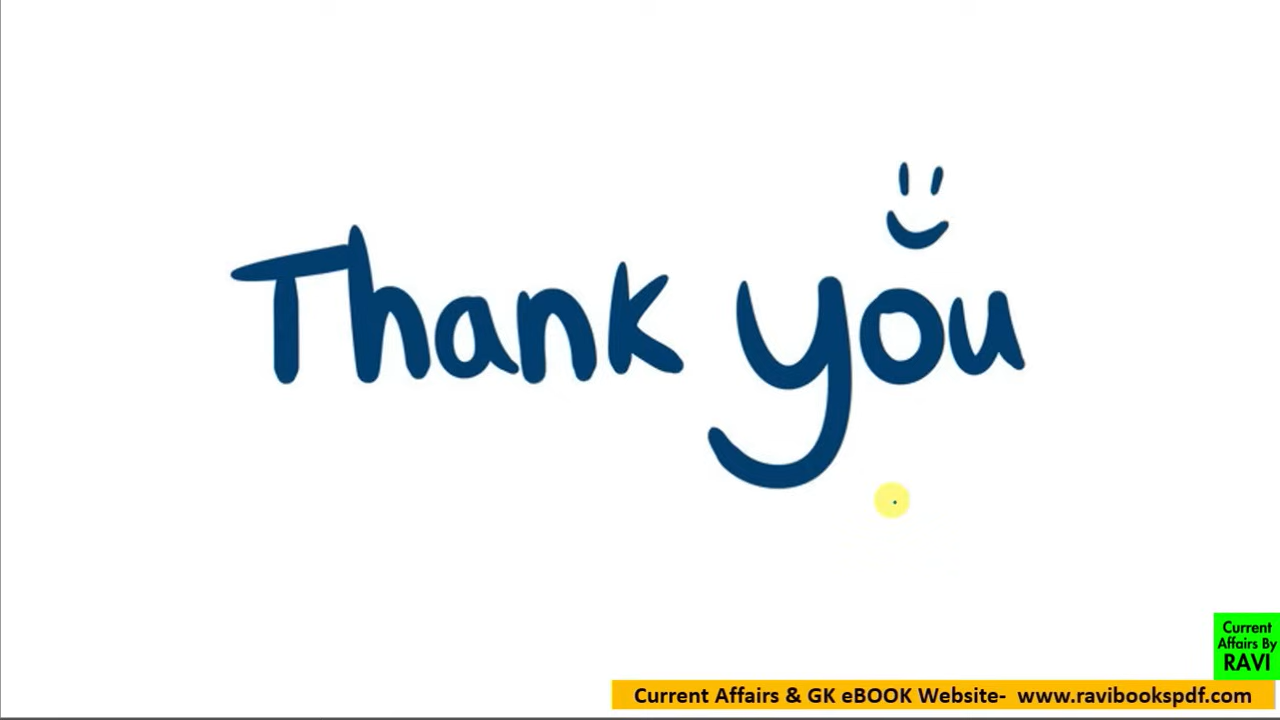 Thank you
Current
Affairs By
RAVI
Current Affairs & GK eBOOK Website- www.ravibookspdf.com